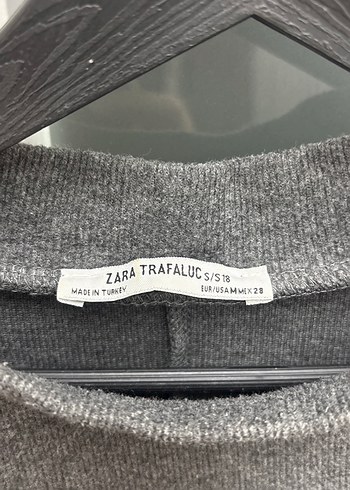 ZARA TRAFALUC S/S18
MADE IN TURKEY EUR/USA M MEX 28